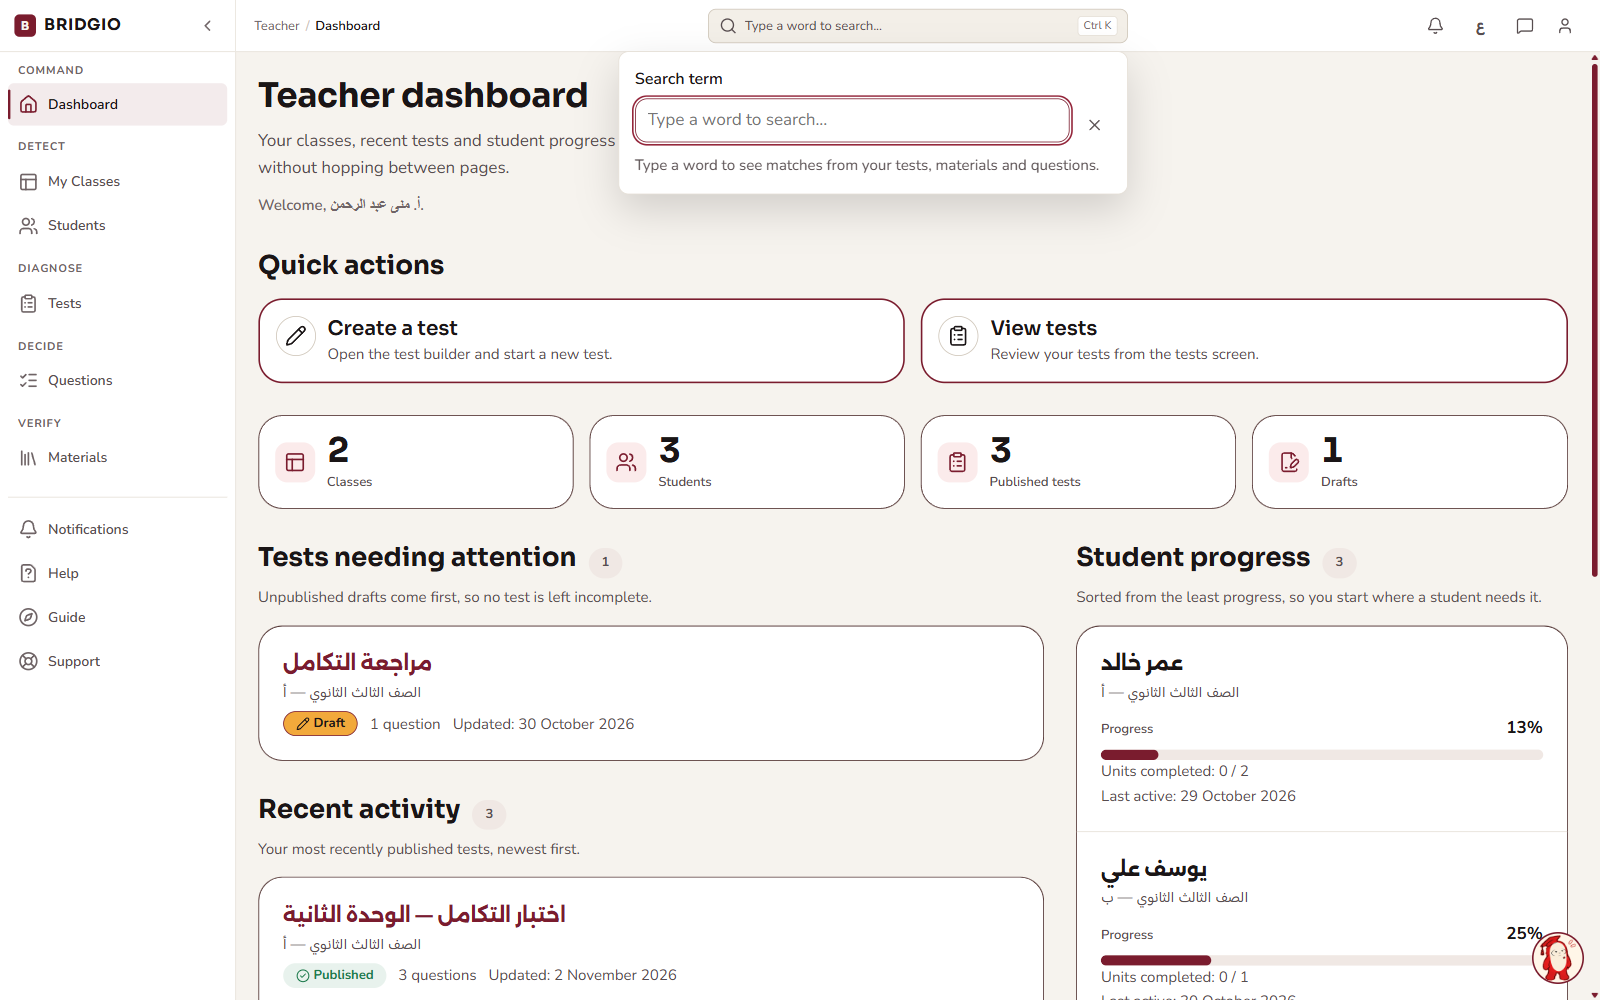 B BRIDGIO
Teacher / Dashboard
Type a word to search...
Ctrl K
ع
COMMAND
Dashboard
DETECT
My Classes
Students
DIAGNOSE
Tests
DECIDE
Questions
VERIFY
Materials
Notifications
Help
Guide
Support
Search term
Type a word to search...
Type a word to see matches from your tests, materials and questions.
Teacher dashboard
Your classes, recent tests and student progress
without hopping between pages.
Welcome, أ. منى عبد الرحمن.
Quick actions
Create a test
Open the test builder and start a new test.
View tests
Review your tests from the tests screen.
2
Classes
3
Students
3
Published tests
1
Drafts
Tests needing attention 1
Unpublished drafts come first, so no test is left incomplete.
مراجعة التكامل
الصف الثالث الثانوي — أ
Draft 1 question Updated: 30 October 2026
Recent activity 3
Your most recently published tests, newest first.
اختبار التكامل — الوحدة الثانية
الصف الثالث الثانوي — أ
Published 3 questions Updated: 2 November 2026
Student progress 3
Sorted from the least progress, so you start where a student needs it.
عمر خالد
الصف الثالث الثانوي — أ
Progress 13%
Units completed: 0 / 2
Last active: 29 October 2026
يوسف علي
الصف الثالث الثانوي — ب
Progress 25%
Units completed: 0 / 1
Last active: 30 October 2026